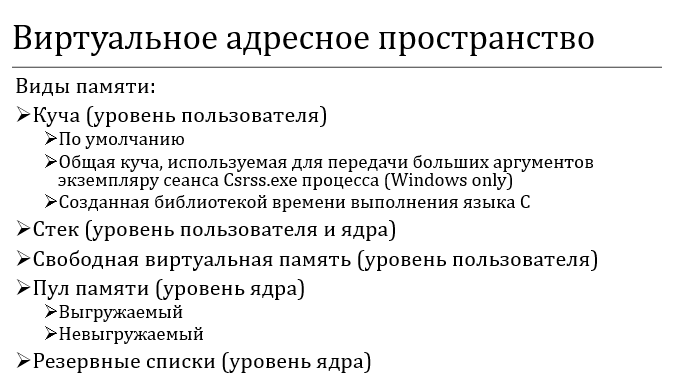 Виртуальное адресное пространство
Виды памяти:
➢Куча (уровень пользователя)
➢По умолчанию
➢Общая куча, используемая для передачи больших аргументов
экземпляру сеанса Csrss.exe процесса (Windows only)
➢Созданная библиотекой времени выполнения языка C
➢Стек (уровень пользователя и ядра)
➢Свободная виртуальная память (уровень пользователя)
➢Пул памяти (уровень ядра)
➢Выгружаемый
➢Невыгружаемый
➢Резервные списки (уровень ядра)